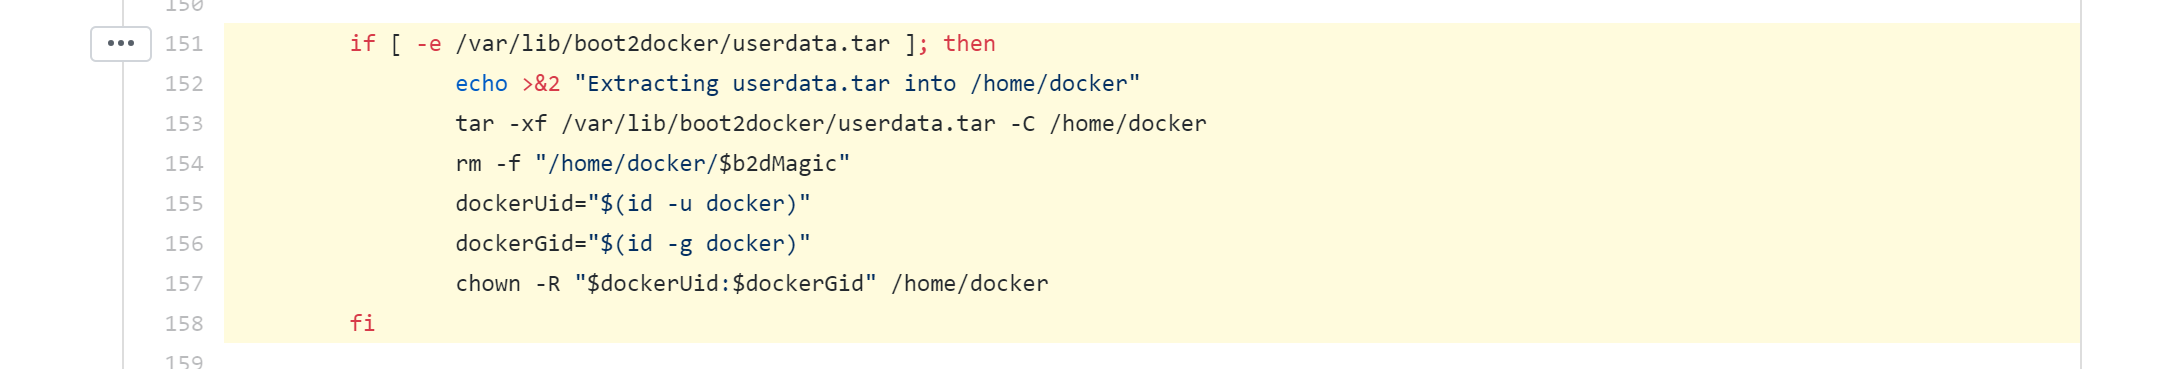 150
151 if [ -e /var/lib/boot2docker/userdata.tar ]; then
152 echo >&2 "Extracting userdata.tar into /home/docker"
153 tar -xf /var/lib/boot2docker/userdata.tar -C /home/docker
154 rm -f "/home/docker/$b2dMagic"
155 dockerUid="$(id -u docker)"
156 dockerGid="$(id -g docker)"
157 chown -R "$dockerUid:$dockerGid" /home/docker
158 fi
159